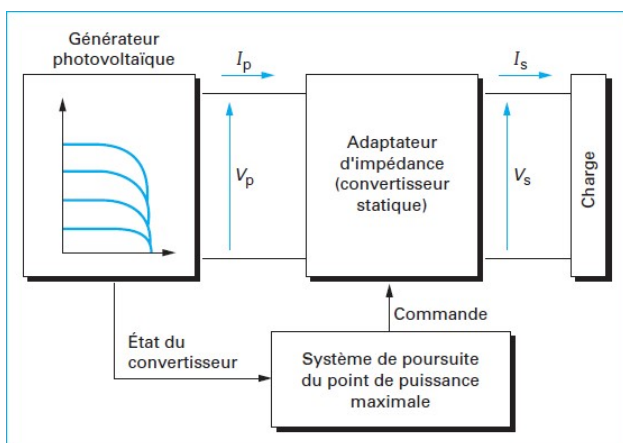 Générateur
photovoltaïque
Ip
Is
Vp
Adaptateur
d'impédance
(convertisseur
statique)
Vs
Charge
Commande
État du
convertisseur
Système de poursuite
du point de puissance
maximale